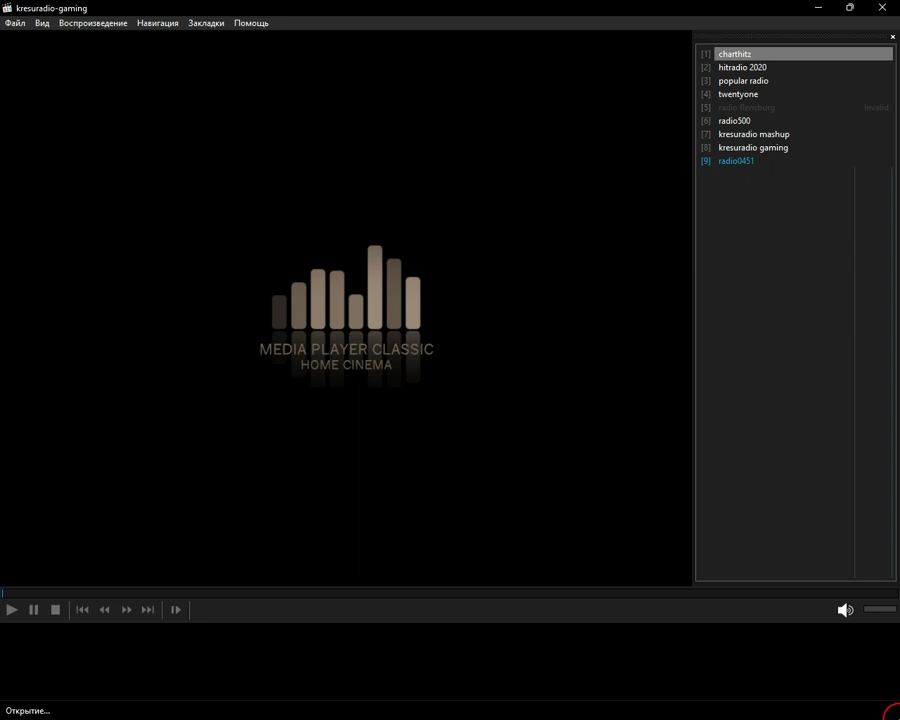 kresuradio-gaming
Файл Вид Воспроизведение Навигация Закладки Помощь
[1] charthitz
[2] hitradio 2020
[3] popular radio
[4] twentyone
[5] radio flensburg Invalid
[6] radio500
[7] kresuradio mashup
[8] kresuradio gaming
[9] radio0451
MEDIA PLAYER CLASSIC
HOME CINEMA
Открытие...